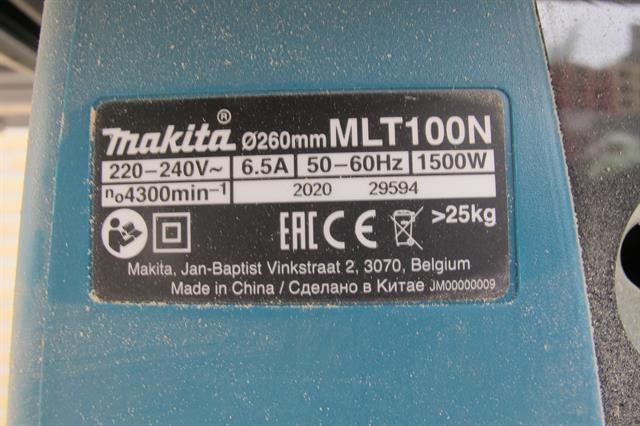 makita® Ø260mm MLT100N
220–240V~ 6.5A 50–60Hz 1500W
n₀4300min⁻¹ 2020 29594
EAC CE >25kg
Makita, Jan-Baptist Vinkstraat 2, 3070, Belgium
Made in China / Сделано в Китае JM00000009